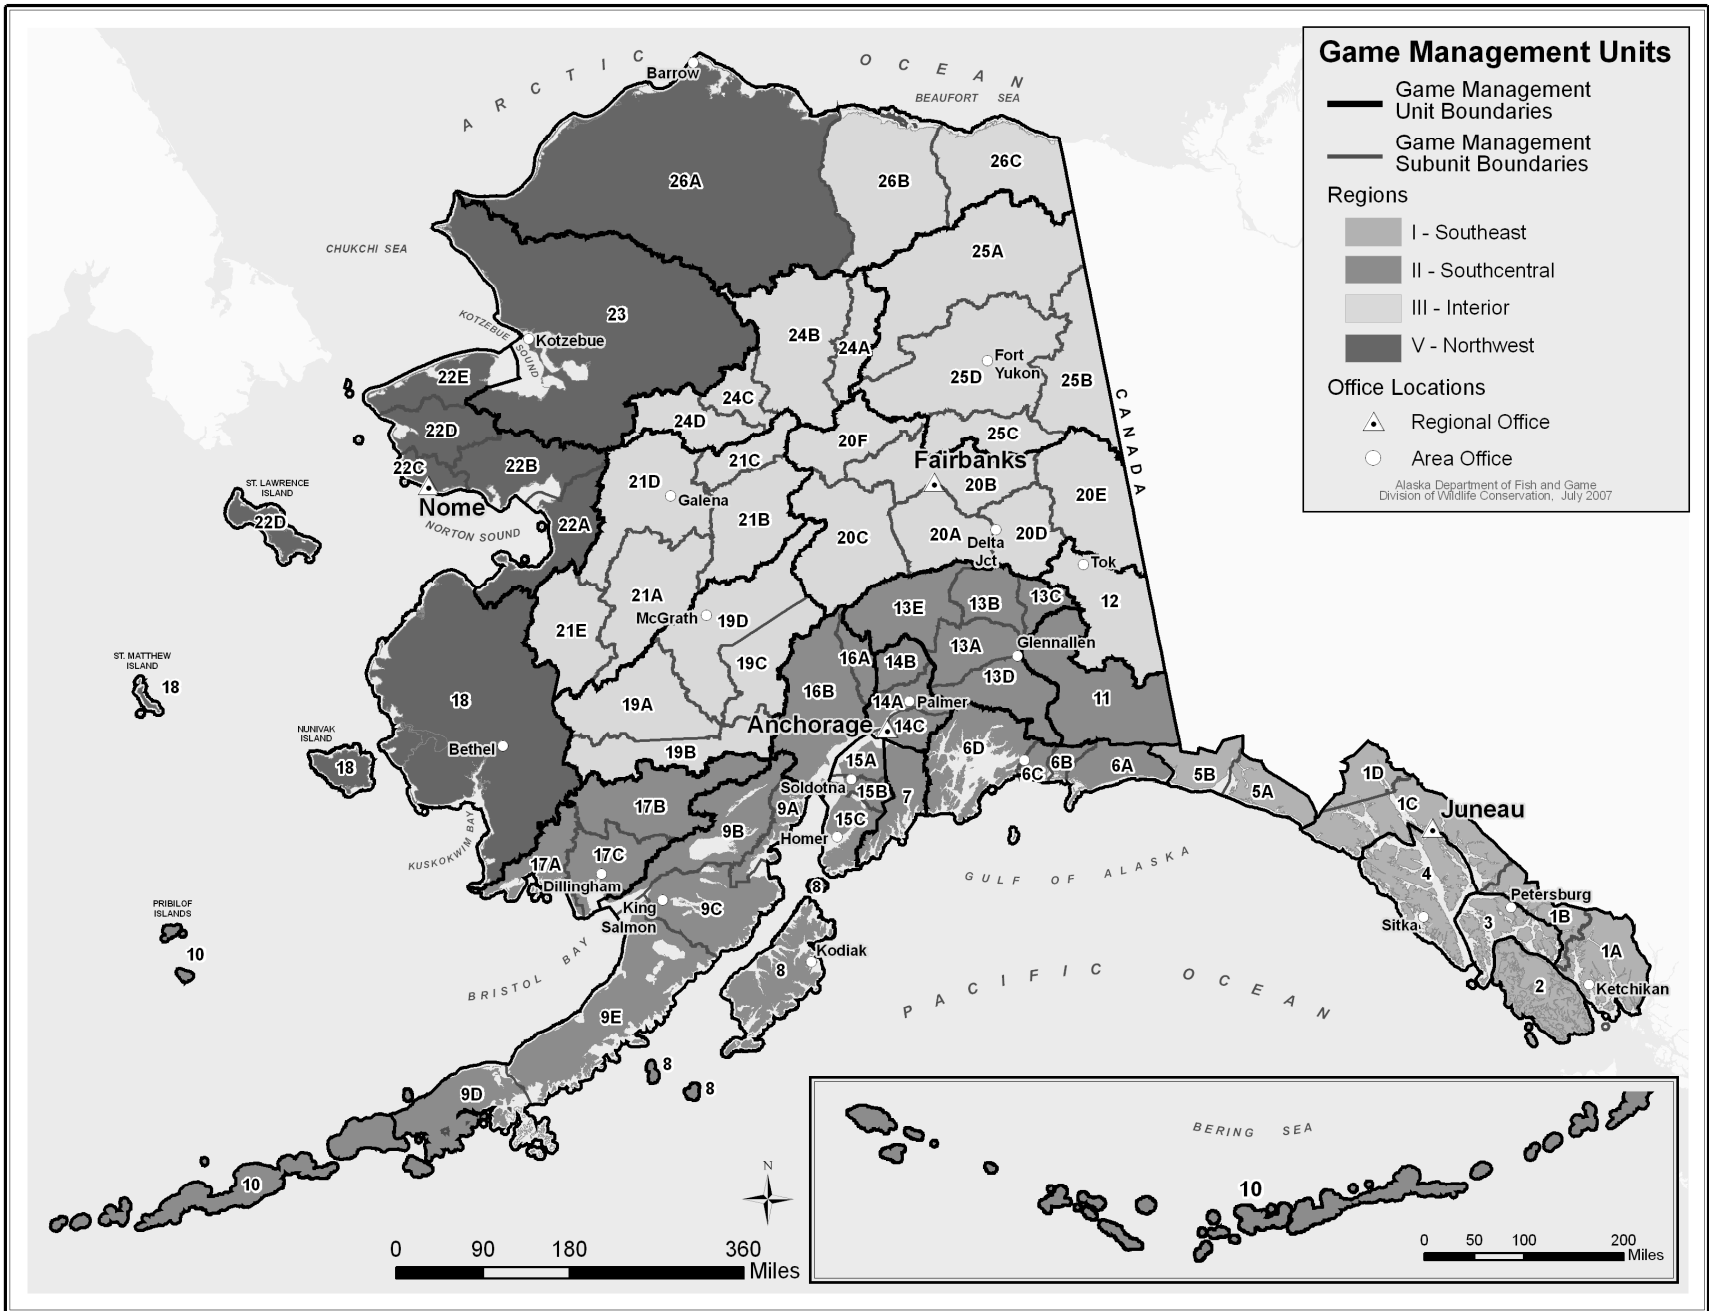 Game Management Units
Game Management
Unit Boundaries
Game Management
Subunit Boundaries
Regions
I - Southeast
II - Southcentral
III - Interior
V - Northwest
Office Locations
Regional Office
Area Office
Alaska Department of Fish and Game
Division of Wildlife Conservation, July 2007
ARCTIC OCEAN
BEAUFORT SEA
Barrow
26A
26B
26C
CHUKCHI SEA
25A
23
KOTZEBUE SOUND
Kotzebue
24B
24A
Fort
Yukon
25D
25B
CANADA
22E
24C
24D
22D
20F
25C
22C
22B
21C
Fairbanks
20B
21D
Galena
20E
ST. LAWRENCE
ISLAND
22D
Nome
NORTON SOUND
22A
21B
20C
20A
20D
Delta
Jct
Tok
21A
McGrath
19D
13E
13B
13C
12
21E
13A
Glennallen
19C
16A
14B
13D
ST. MATTHEW
ISLAND
18
18
16B
14A
Palmer
11
19A
Anchorage
14C
NUNIVAK
ISLAND
18
Bethel
19B
6D
6C
6B
6A
5B
5A
1D
15A
Soldotna
15B
7
17B
9A
1C
Juneau
9B
15C
Homer
KUSKOKWIM BAY
17A
17C
Dillingham
8
GULF OF ALASKA
4
Petersburg
King
Salmon
9C
Sitka
3
1B
1A
PRIBILOF
ISLANDS
10
BRISTOL BAY
8
Kodiak
PACIFIC OCEAN
2
Ketchikan
9E
8
8
9D
10
N
BERING SEA
10
0 50 100 200
Miles
0 90 180 360
Miles